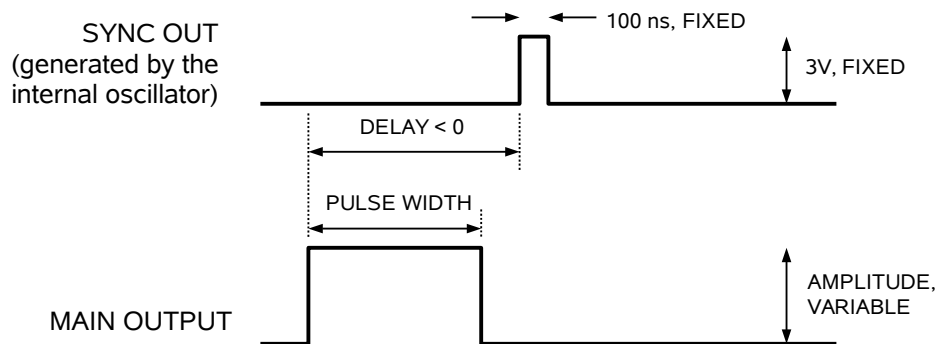 SYNC OUT
(generated by the
internal oscillator)
100 ns, FIXED
3V, FIXED
DELAY < 0
PULSE WIDTH
MAIN OUTPUT
AMPLITUDE,
VARIABLE